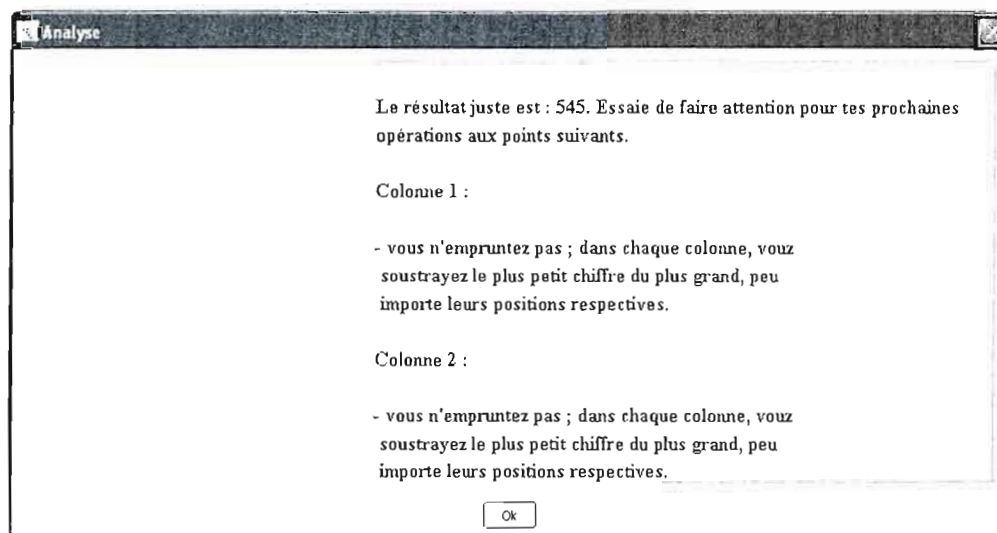 Analyse
Le résultat juste est : 545. Essaie de faire attention pour tes prochaines
opérations aux points suivants.
Colonne 1 :
- vous n'empruntez pas ; dans chaque colonne, vouz
soustrayez le plus petit chiffre du plus grand, peu
importe leurs positions respectives.
Colonne 2 :
- vous n'empruntez pas ; dans chaque colonne, vouz
soustrayez le plus petit chiffre du plus grand, peu
importe leurs positions respectives.
Ok